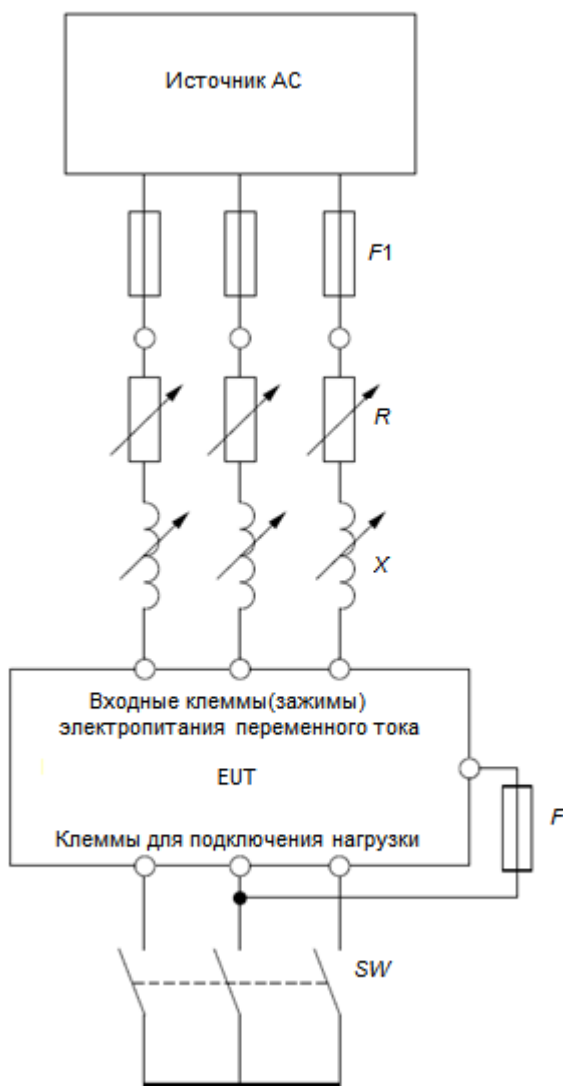 Источник АС
F1
R
X
Входные клеммы(зажимы)
электропитания переменного тока
EUT
Клеммы для подключения нагрузки
F
SW